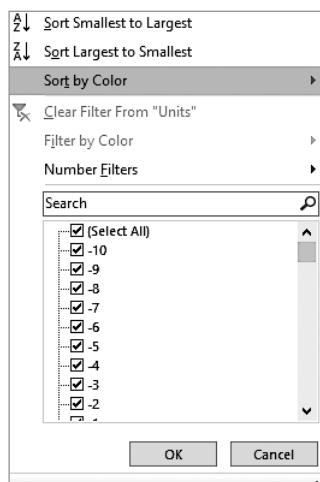 Sort Smallest to Largest
Sort Largest to Smallest
Sort by Color
Clear Filter From "Units"
Filter by Color
Number Filters
Search
(Select All)
-10
-9
-8
-7
-6
-5
-4
-3
-2
OK
Cancel